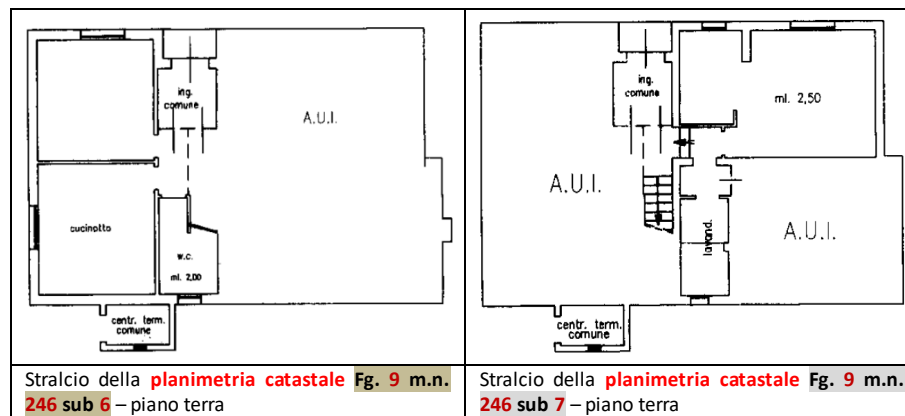 ing.
comune
A.U.I.
cucinotto
w.c.
ml. 2,00
centr. term.
comune
ing.
comune
ml. 2,50
A.U.I.
lavand.
A.U.I.
centr. term.
comune
Stralcio della planimetria catastale Fg. 9 m.n.
246 sub 6 – piano terra
Stralcio della planimetria catastale Fg. 9 m.n.
246 sub 7 – piano terra